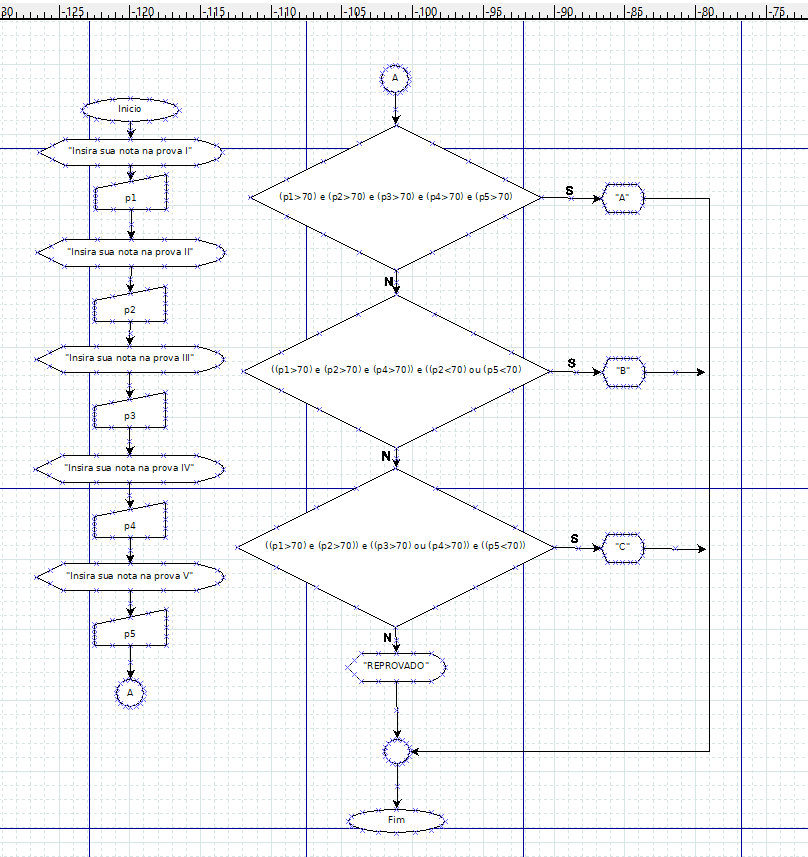 30 -125 -120 -115 -110 -105 -100 -95 -90 -85 -80 -75
Inicio
"Insira sua nota na prova I"
p1
"Insira sua nota na prova II"
p2
"Insira sua nota na prova III"
p3
"Insira sua nota na prova IV"
p4
"Insira sua nota na prova V"
p5
A
A
(p1>70) e (p2>70) e (p3>70) e (p4>70) e (p5>70)
S
"A"
N
((p1>70) e (p2>70) e (p4>70)) e ((p2<70) ou (p5<70)
S
"B"
N
((p1>70) e (p2>70)) e ((p3>70) ou (p4>70)) e ((p5<70))
S
"C"
N
"REPROVADO"
Fim